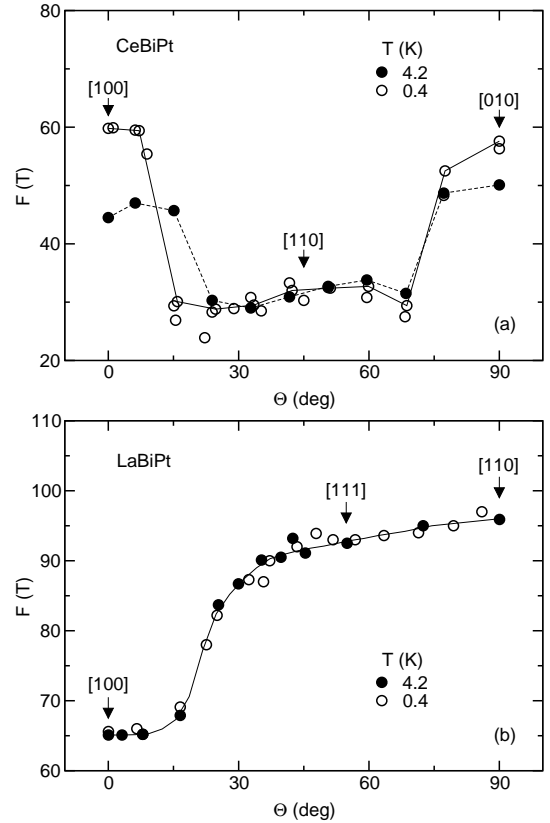 80
CeBiPt
T (K)
4.2
0.4
[100]
[010]
60
F (T)
40
[110]
(a)
20
0 30 60 90
Θ (deg)
110
LaBiPt
[110]
100
[111]
90
F (T)
80
T (K)
4.2
0.4
[100]
70
(b)
60
0 30 60 90
Θ (deg)